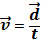 v⃗ = d⃗/t